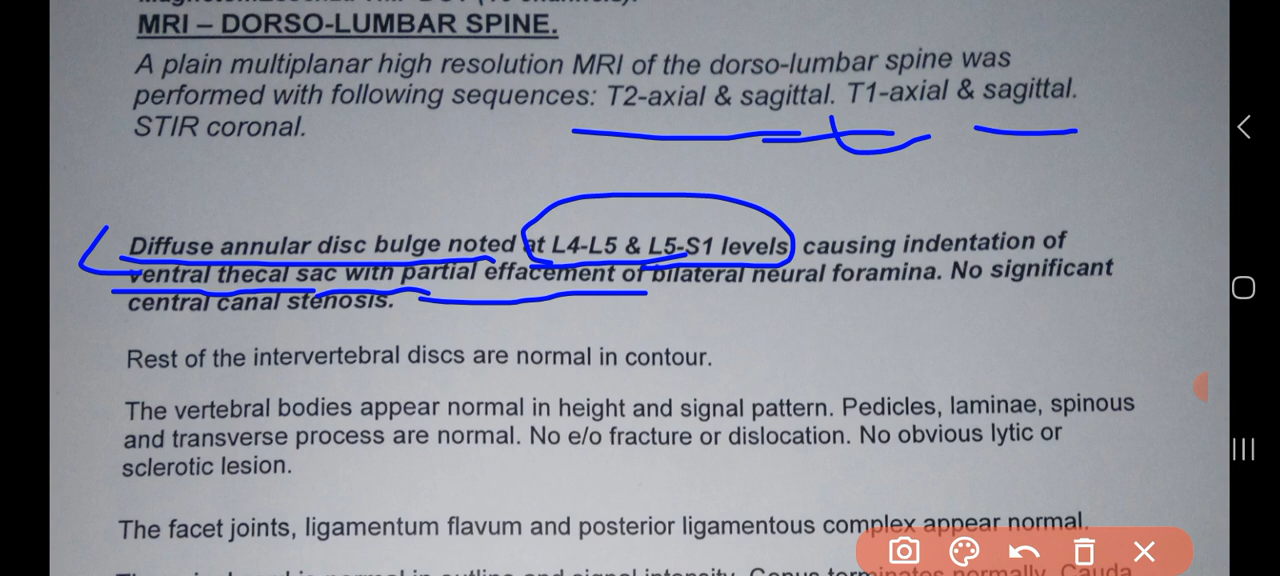 MRI – DORSO-LUMBAR SPINE.
A plain multiplanar high resolution MRI of the dorso-lumbar spine was
performed with following sequences: T2-axial & sagittal. T1-axial & sagittal.
STIR coronal.
Diffuse annular disc bulge noted at L4-L5 & L5-S1 levels causing indentation of
ventral thecal sac with partial effacement of bilateral neural foramina. No significant
central canal stenosis.
Rest of the intervertebral discs are normal in contour.
The vertebral bodies appear normal in height and signal pattern. Pedicles, laminae, spinous
and transverse process are normal. No e/o fracture or dislocation. No obvious lytic or
sclerotic lesion.
The facet joints, ligamentum flavum and posterior ligamentous complex appear normal.